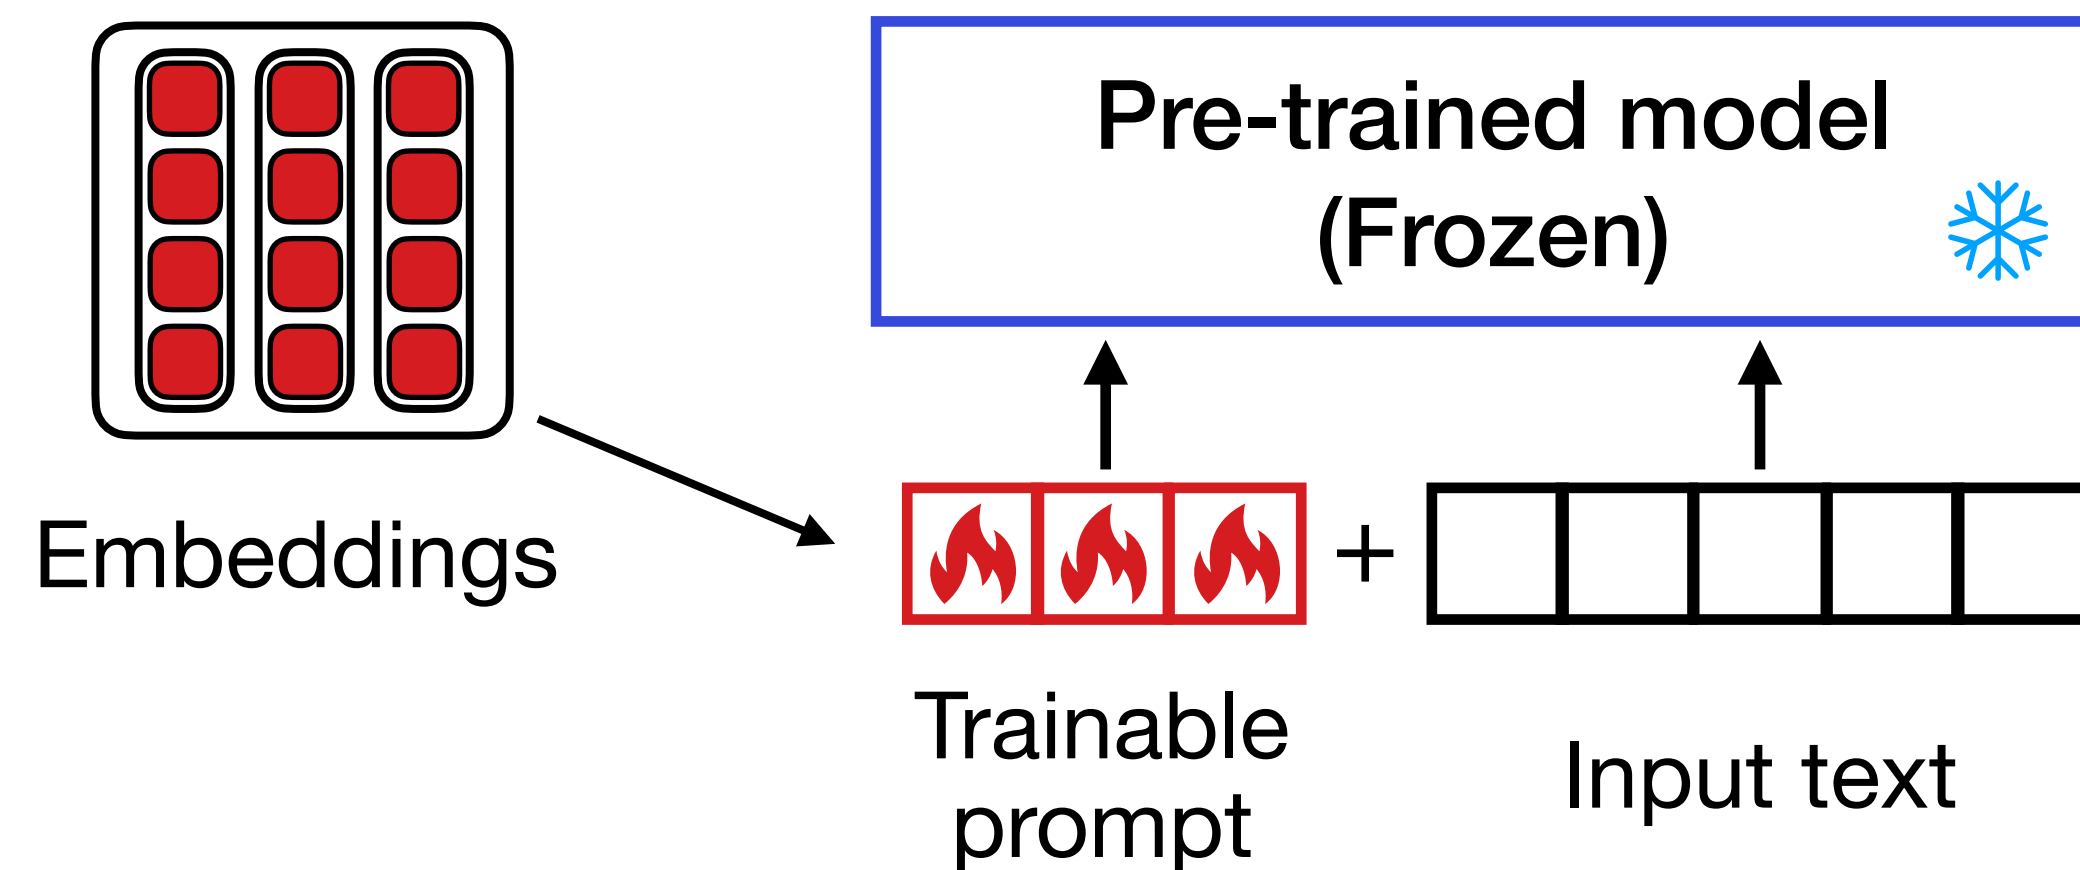 Pre-trained model
(Frozen)
Embeddings
+
Trainable
prompt
Input text